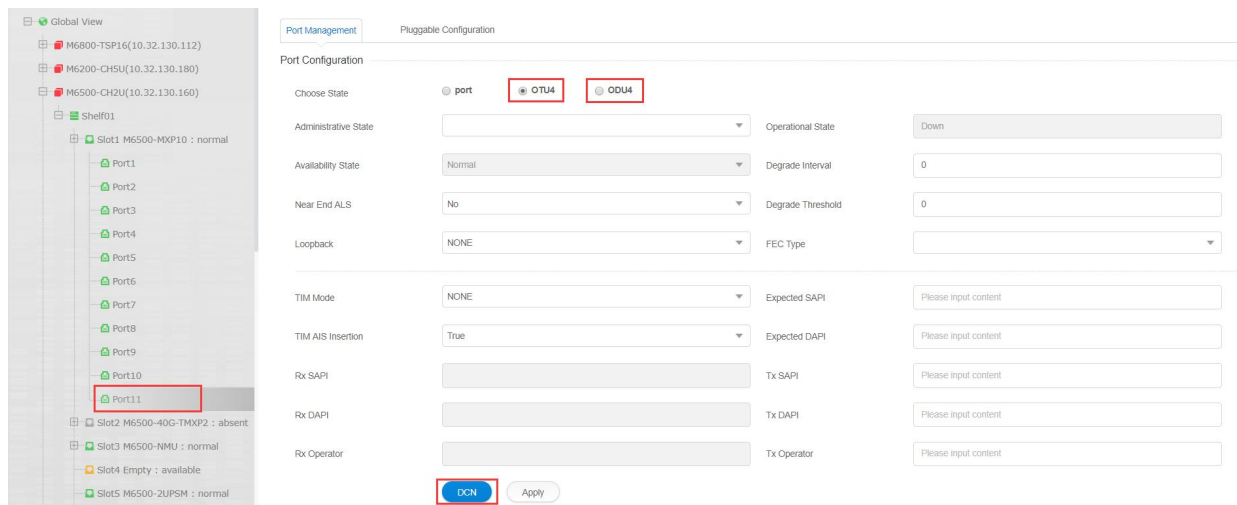 Global View
M6800-TSP16(10.32.130.112)
M6200-CH5U(10.32.130.180)
M6500-CH2U(10.32.130.160)
Shelf01
Slot1 M6500-MXP10 : normal
Port1
Port2
Port3
Port4
Port5
Port6
Port7
Port8
Port9
Port10
Port11
Slot2 M6500-40G-TMXP2 : absent
Slot3 M6500-NMU : normal
Slot4 Empty : available
Slot5 M6500-2UPSM : normal
Port Management Pluggable Configuration
Port Configuration
Choose State port OTU4 ODU4
Administrative State Operational State Down
Availability State Normal Degrade Interval 0
Near End ALS No Degrade Threshold 0
Loopback NONE FEC Type
TIM Mode NONE Expected SAPI Please input content
TIM AIS Insertion True Expected DAPI Please input content
Rx SAPI Tx SAPI Please input content
Rx DAPI Tx DAPI Please input content
Rx Operator Tx Operator Please input content
DCN Apply